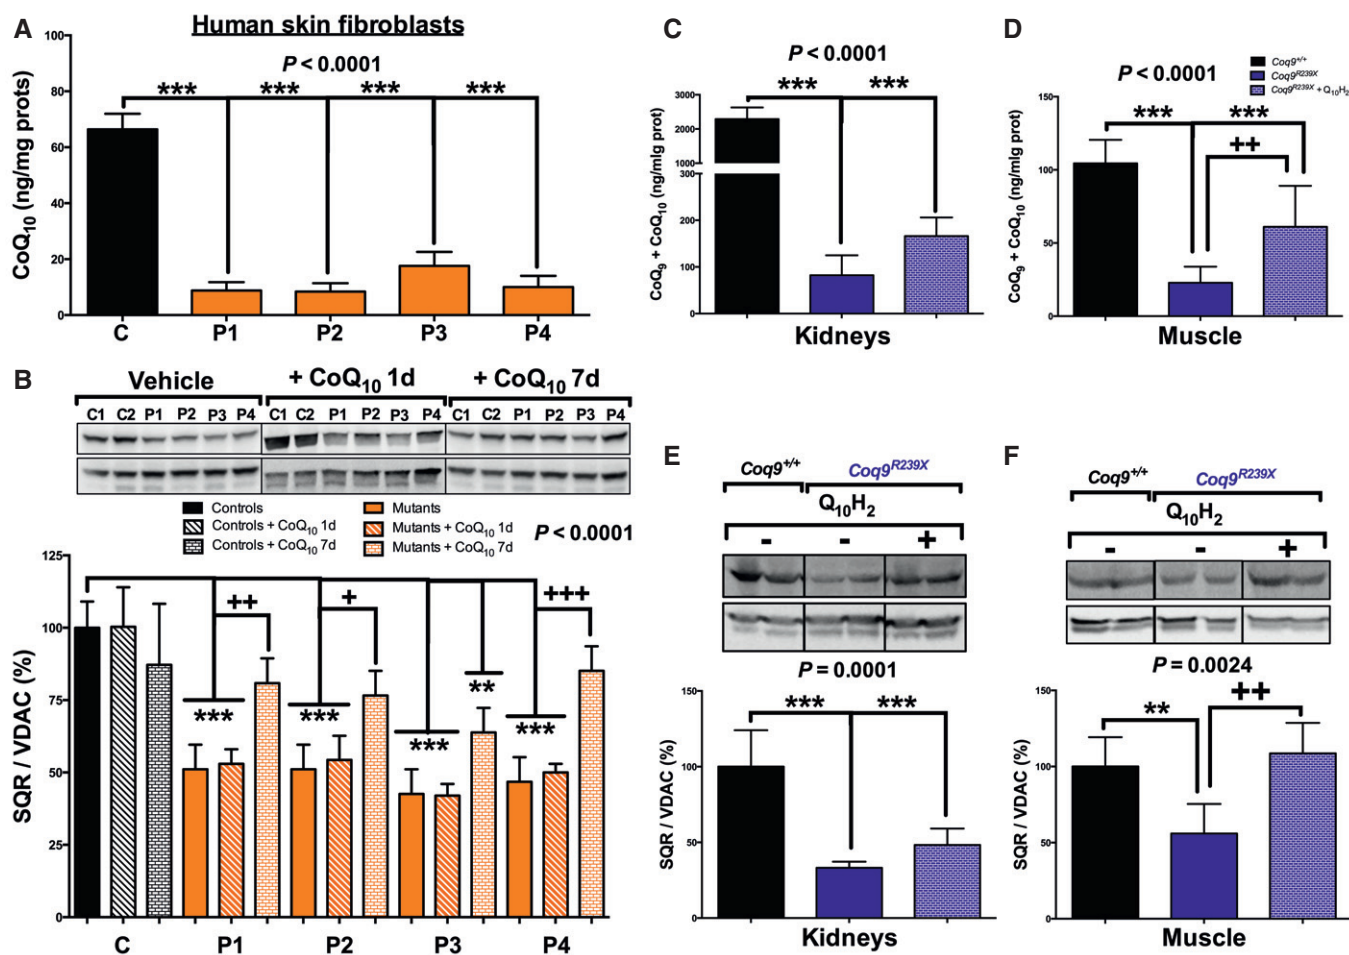 A
Human skin fibroblasts
P < 0.0001
*** *** *** ***
CoQ10 (ng/mg prots)
100
80
60
40
20
0
C P1 P2 P3 P4
B
Vehicle + CoQ10 1d + CoQ10 7d
C1 C2 P1 P2 P3 P4 C1 C2 P1 P2 P3 P4 C1 C2 P1 P2 P3 P4
Controls Mutants
Controls + CoQ10 1d Mutants + CoQ10 1d
Controls + CoQ10 7d Mutants + CoQ10 7d
P < 0.0001
SQR / VDAC (%)
125
100
75
50
25
0
++ + +++
**
*** *** *** ***
C P1 P2 P3 P4
C
P < 0.0001
*** ***
CoQ9 + CoQ10 (ng/mlg prot)
3000
2000
1000
300
200
100
0
Kidneys
D
Coq9+/+
Coq9R239X
Coq9R239X + Q10H2
P < 0.0001
*** ***
++
CoQ9 + CoQ10 (ng/mlg prot)
150
100
50
0
Muscle
E
Coq9+/+ Coq9R239X
Q10H2
- - +
P = 0.0001
*** ***
SQR / VDAC (%)
150
100
50
0
Kidneys
F
Coq9+/+ Coq9R239X
Q10H2
- - +
P = 0.0024
** ++
SQR / VDAC (%)
150
100
50
0
Muscle